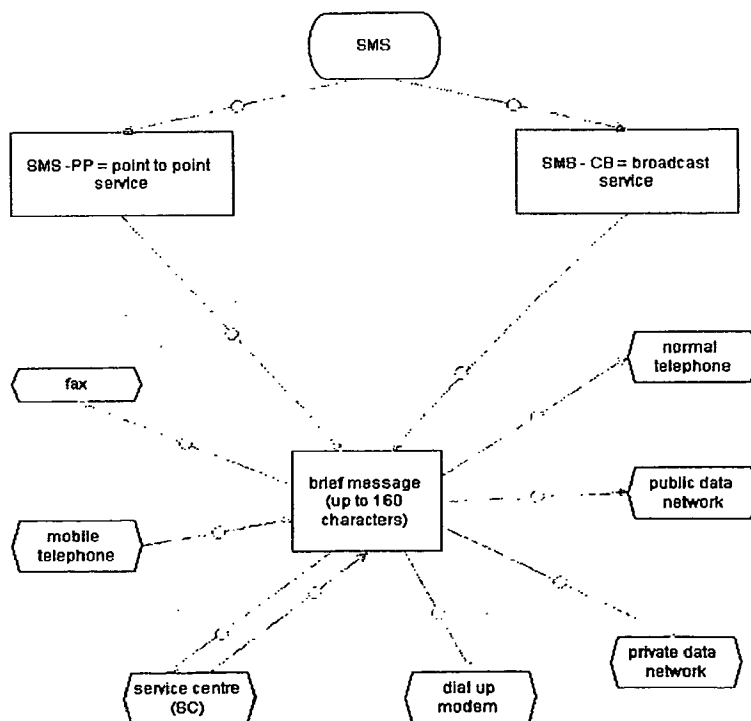 SMS
SMS -PP = point to point
service
SMS - CB = broadcast
service
normal
telephone
fax
brief message
(up to 160
characters)
public data
network
mobile
telephone
private data
network
service centre
(SC)
dial up
modem